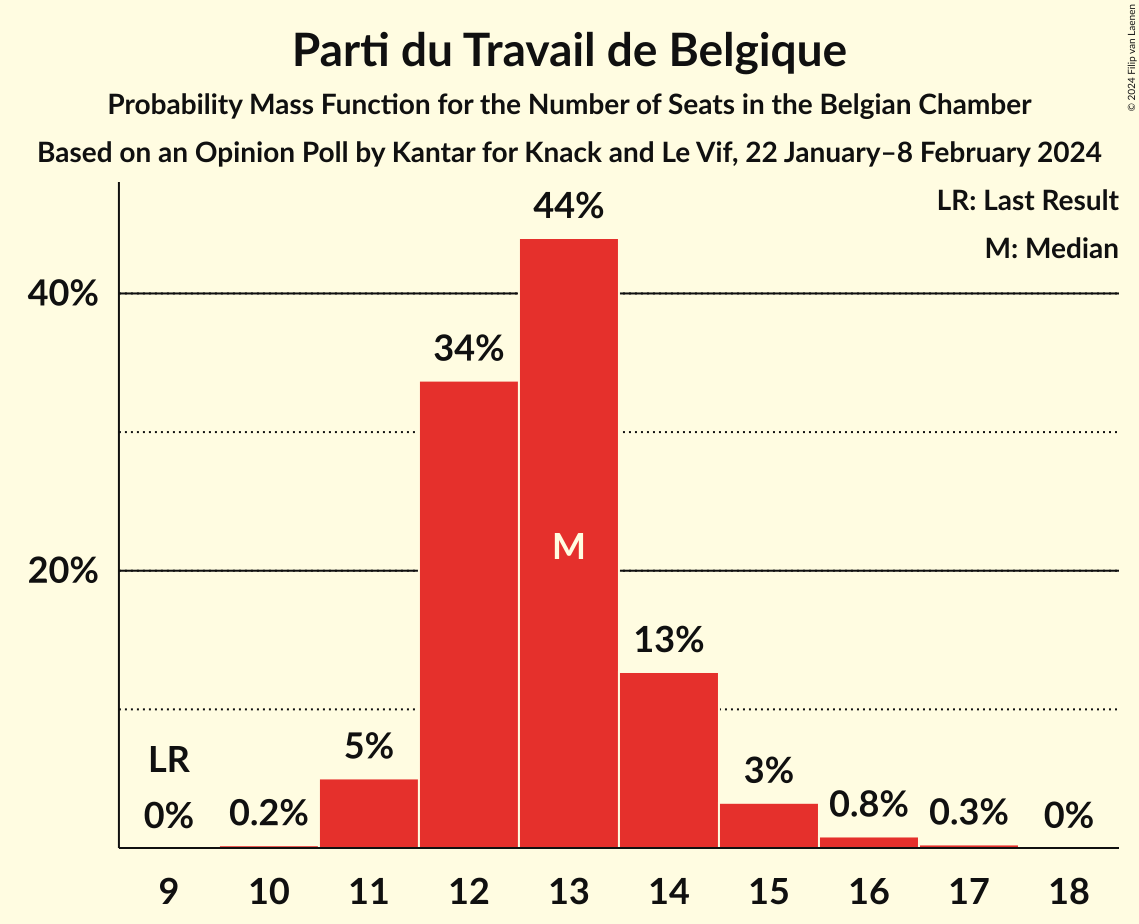 © 2024 Filip van Laenen
Parti du Travail de Belgique
Probability Mass Function for the Number of Seats in the Belgian Chamber
Based on an Opinion Poll by Kantar for Knack and Le Vif, 22 January–8 February 2024
LR: Last Result
M: Median
44%
40%
34%
M
20%
13%
5%
LR
3%
0%
0.2%
0.8%
0.3%
0%
9 10 11 12 13 14 15 16 17 18